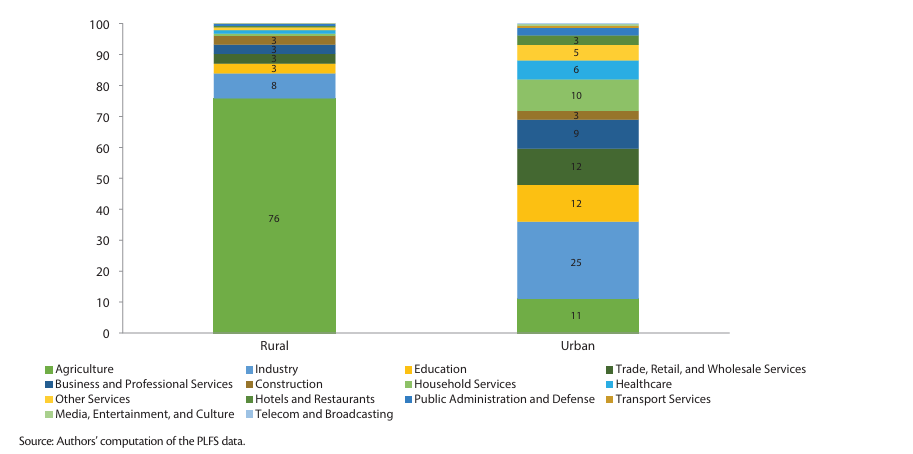 100
90
80
70
60
50
40
30
20
10
0
3
3
3
3
8
76
3
5
6
10
3
9
12
12
25
11
Rural
Urban
Agriculture
Industry
Education
Trade, Retail, and Wholesale Services
Business and Professional Services
Construction
Household Services
Healthcare
Other Services
Hotels and Restaurants
Public Administration and Defense
Transport Services
Media, Entertainment, and Culture
Telecom and Broadcasting
Source: Authors' computation of the PLFS data.